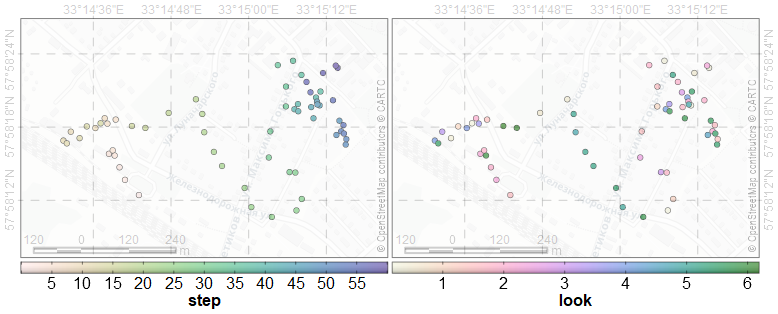 33°14'36"E 33°14'48"E 33°15'00"E 33°15'12"E
33°14'36"E 33°14'48"E 33°15'00"E 33°15'12"E
57°58'24"N
57°58'18"N
57°58'12"N
57°58'24"N
57°58'18"N
57°58'12"N
© OpenStreetMap contributors © CARTO
© OpenStreetMap contributors © CARTO
120 0 120 240
m
120 0 120 240
m
5 10 15 20 25 30 35 40 45 50 55
step
1 2 3 4 5 6
look